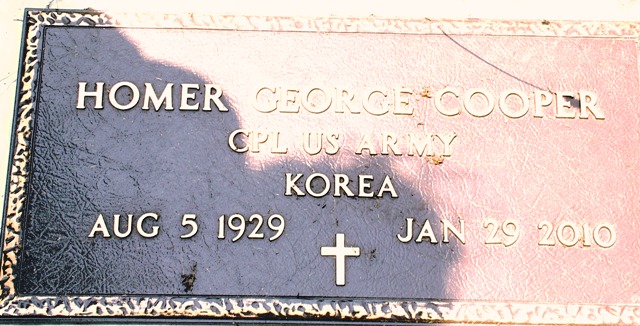 HOMER GEORGE COOPER
CPL US ARMY
KOREA
AUG 5 1929 JAN 29 2010